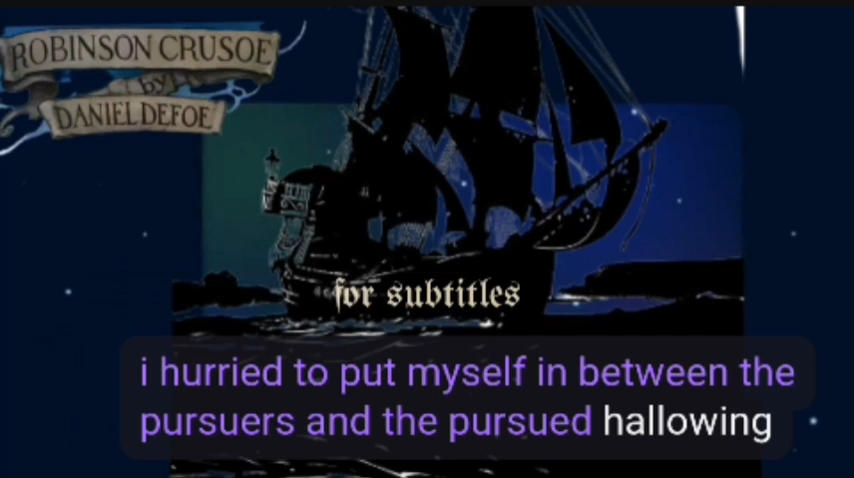 ROBINSON CRUSOE
by
DANIEL DEFOE
for subtitles
i hurried to put myself in between the
pursuers and the pursued hallowing